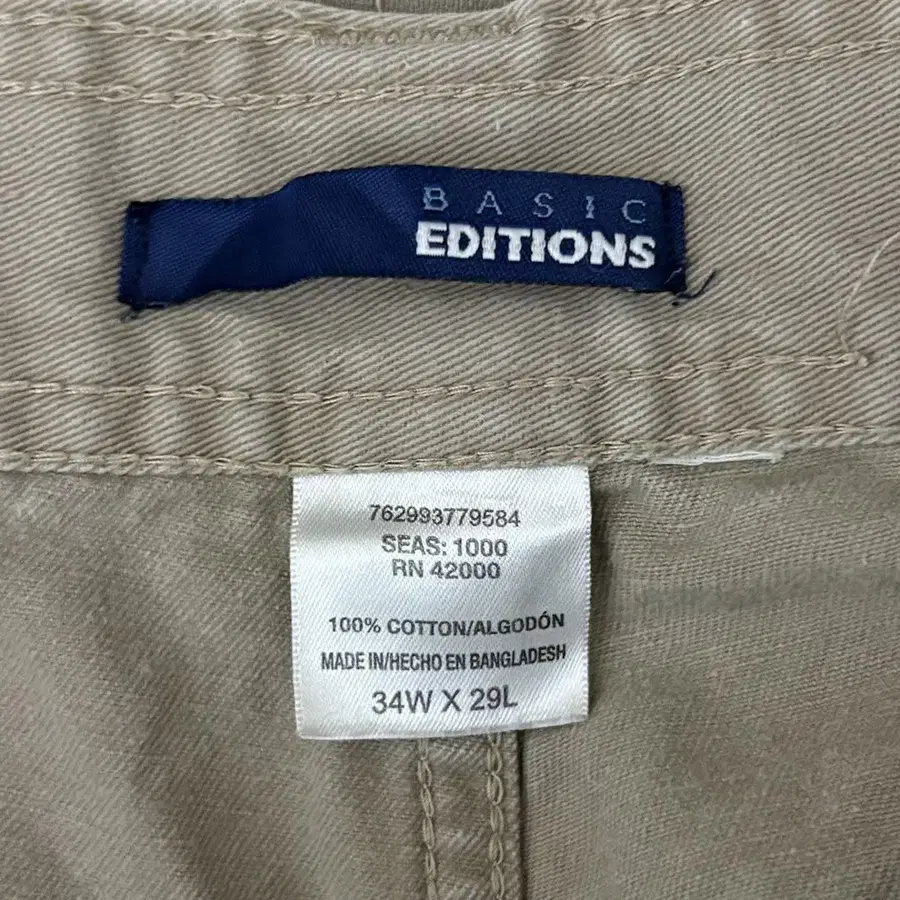 BASIC
EDITIONS
762993779584
SEAS: 1000
RN 42000
100% COTTON/ALGODÓN
MADE IN/HECHO EN BANGLADESH
34W X 29L